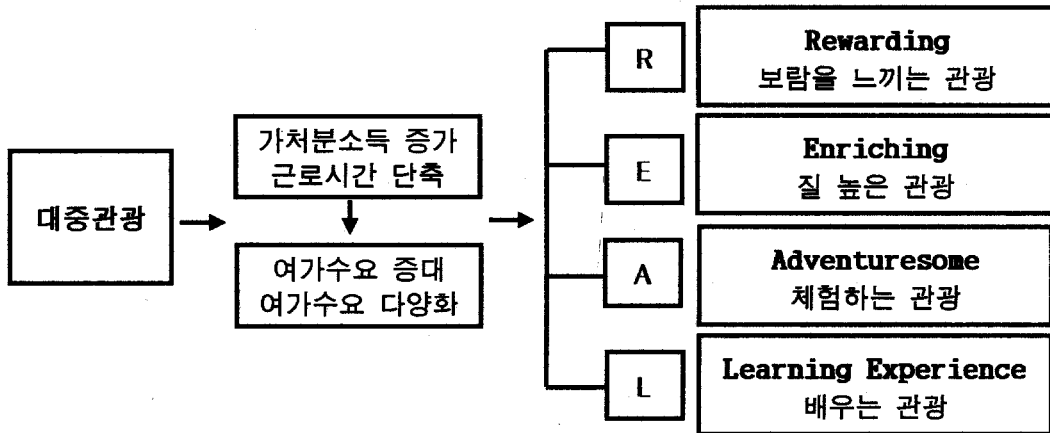 대중관광
가처분소득 증가
근로시간 단축
여가수요 증대
여가수요 다양화
R
Rewarding
보람을 느끼는 관광
E
Enriching
질 높은 관광
A
Adventuresome
체험하는 관광
L
Learning Experience
배우는 관광